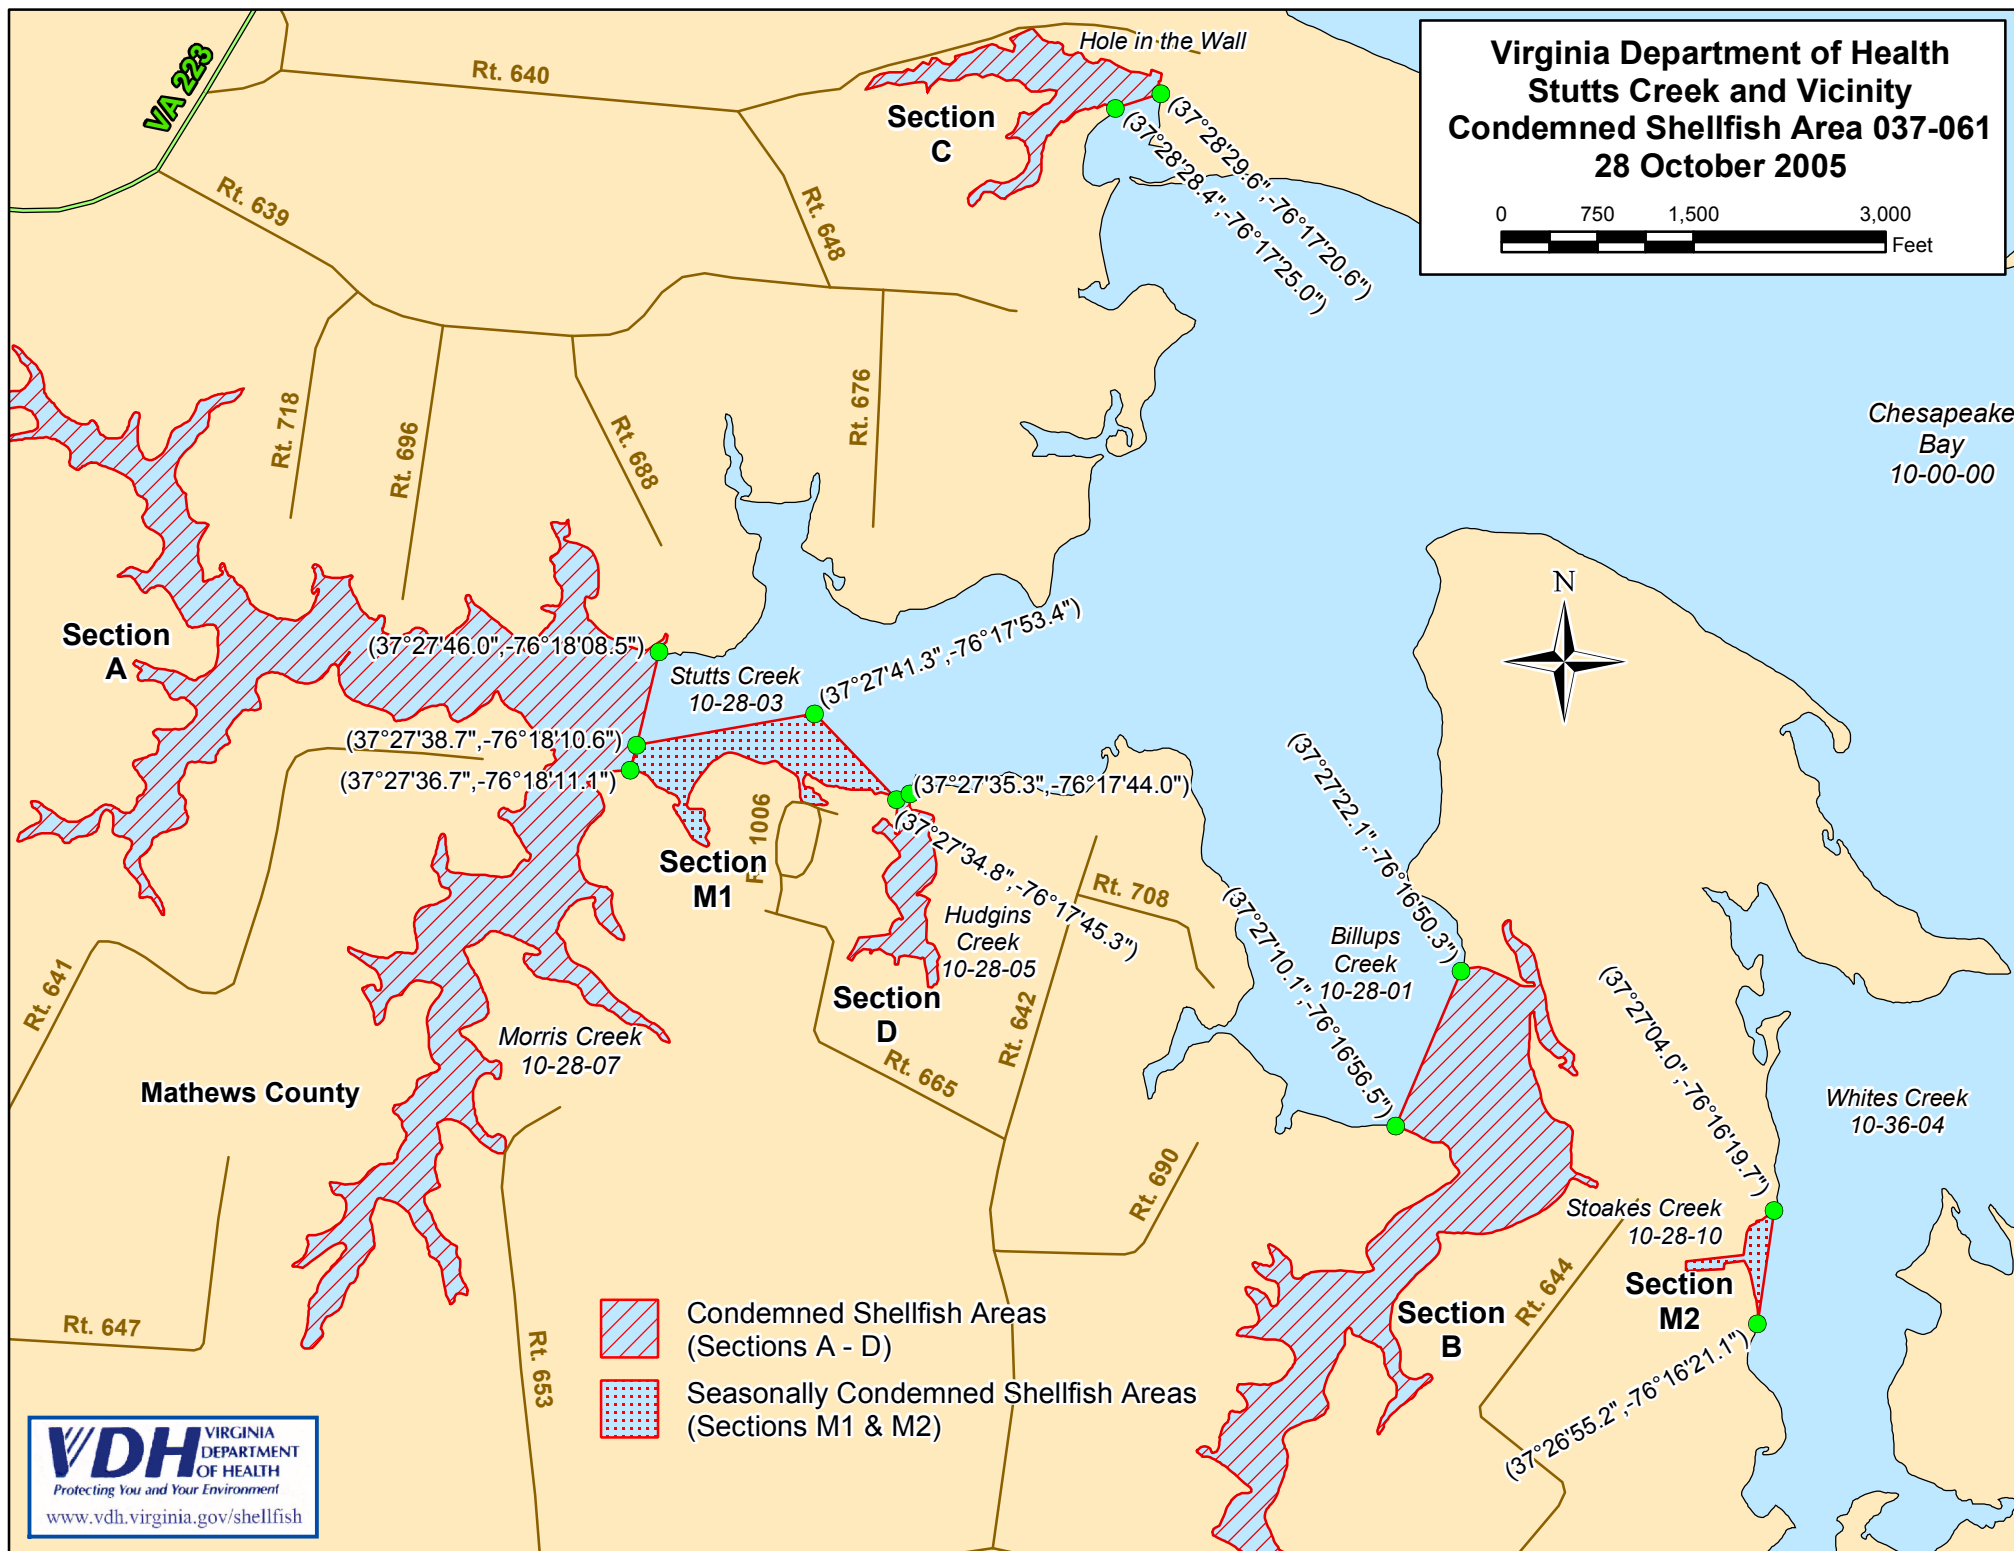 Virginia Department of Health
Stutts Creek and Vicinity
Condemned Shellfish Area 037-061
28 October 2005
0 750 1,500 3,000
Feet
Hole in the Wall
VA 223
Rt. 640
Section
C
(37°28'29.6",-76°17'20.6")
(37°28'28.4",-76°17'25.0")
Rt. 639
Rt. 648
Rt. 718
Rt. 696
Rt. 688
Rt. 676
Chesapeake
Bay
10-00-00
N
Section
A
(37°27'46.0",-76°18'08.5")
Stutts Creek
10-28-03
(37°27'41.3",-76°17'53.4")
(37°27'38.7",-76°18'10.6")
(37°27'36.7",-76°18'11.1")
(37°27'35.3",-76°17'44.0")
(37°27'34.8",-76°17'45.3")
1006
Section
M1
Rt. 708
(37°27'22.1",-76°16'50.3")
(37°27'10.1",-76°16'56.5")
Hudgins
Creek
10-28-05
Billups
Creek
10-28-01
Section
D
Rt. 641
Rt. 642
(37°27'04.0",-76°16'19.7")
Morris Creek
10-28-07
Rt. 665
Mathews County
Whites Creek
10-36-04
Rt. 690
Stoakes Creek
10-28-10
Section
M2
Rt. 644
Section
B
Rt. 647
Rt. 653
(37°26'55.2",-76°16'21.1")
Condemned Shellfish Areas
(Sections A - D)
Seasonally Condemned Shellfish Areas
(Sections M1 & M2)
VDH VIRGINIA
DEPARTMENT
OF HEALTH
Protecting You and Your Environment
www.vdh.virginia.gov/shellfish